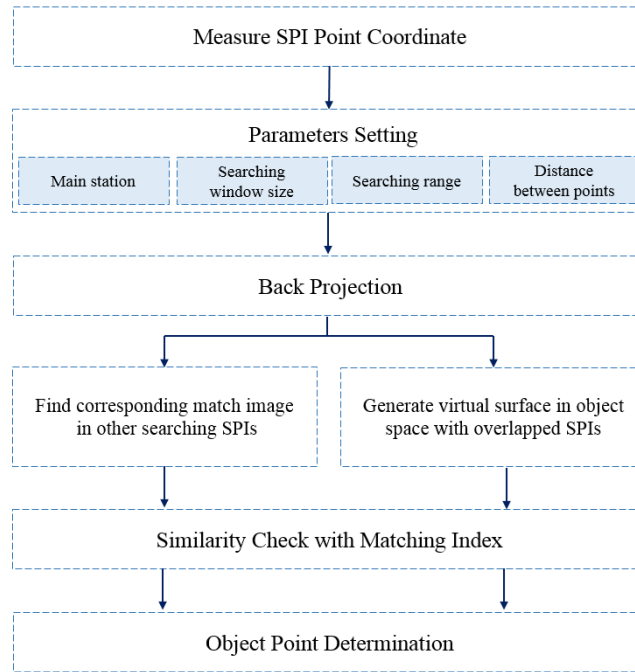 Measure SPI Point Coordinate
Parameters Setting
Main station
Searching
window size
Searching range
Distance
between points
Back Projection
Find corresponding match image
in other searching SPIs
Generate virtual surface in object
space with overlapped SPIs
Similarity Check with Matching Index
Object Point Determination